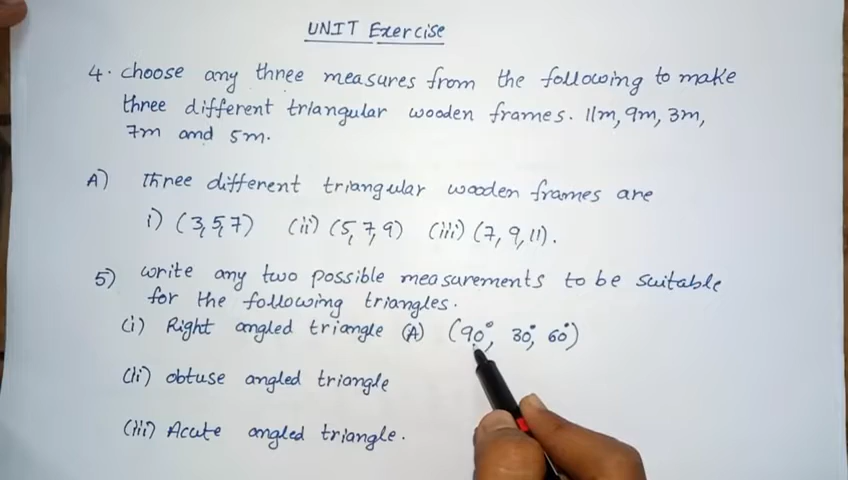 UNIT Exercise
4. choose any three measures from the following to make
three different triangular wooden frames. 11m, 9m, 3m,
7m and 5m.
A) Three different triangular wooden frames are
i) (3,5,7) (ii) (5,7,9) (iii) (7,9,11).
5) write any two possible measurements to be suitable
for the following triangles.
(i) Right angled triangle (A) (90°, 30°, 60°)
(ii) obtuse angled triangle
(iii) Acute angled triangle.